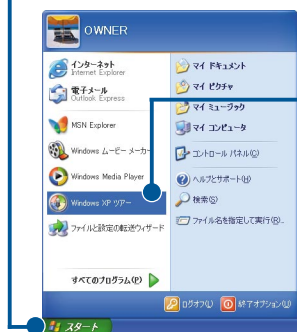 OWNER
インターネット
Internet Explorer
電子メール
Outlook Express
MSN Explorer
Windows ムービー メーカー
Windows Media Player
Windows XP ツアー
ファイルと設定の転送ウィザード
すべてのプログラム(P)
マイ ドキュメント
マイ ピクチャ
マイ ミュージック
マイ コンピュータ
コントロール パネル(C)
ヘルプとサポート(H)
検索(S)
ファイル名を指定して実行(R)...
ログオフ(L)
終了オプション(U)
スタート